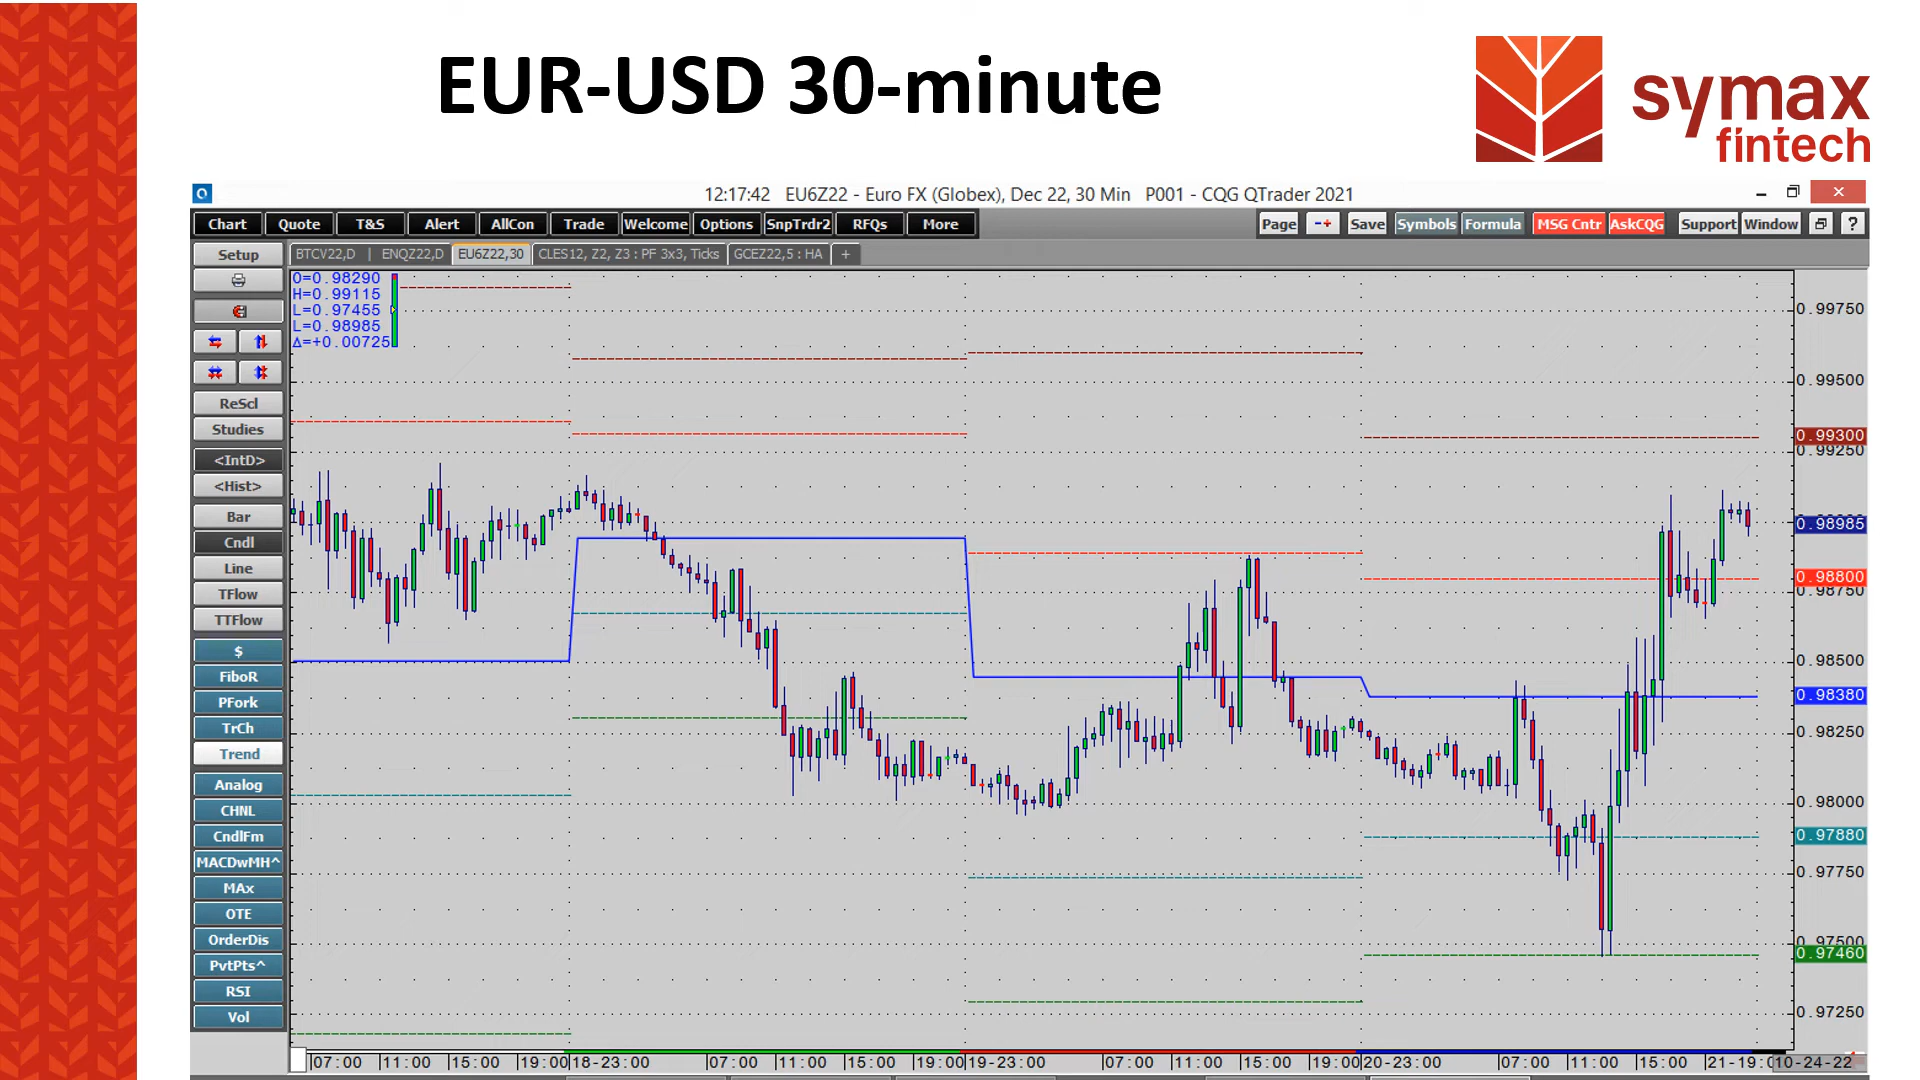 EUR-USD 30-minute
symax
fintech
12:17:42 EU6Z22 - Euro FX (Globex), Dec 22, 30 Min P001 - CQG QTrader 2021
Chart Quote T&S Alert AllCon Trade Welcome Options SnpTrdr2 RFQs More Page -+ Save Symbols Formula MSG Cntr AskCQG Support Window ?
Setup BTCV22,D | ENQZ22,D EU6Z22,30 CLES12, Z2, Z3 : PF 3x3, Ticks GCEZ22,5 : HA +
O=0.98290
H=0.99115
L=0.97455
L=0.98985
Δ=+0.00725
ReScl
Studies
<IntD>
<Hist>
Bar
Cndl
Line
TFlow
TTFlow
$
FiboR
PFork
TrCh
Trend
Analog
CHNL
CndlFm
MACDwMH^
MAx
OTE
OrderDis
PvtPts^
RSI
Vol
0.99750
0.99500
0.99300
0.99250
0.98985
0.98800
0.98750
0.98500
0.98380
0.98250
0.98000
0.97880
0.97750
0.97500
0.97460
0.97250
07:00 11:00 15:00 19:00 18-23:00 07:00 11:00 15:00 19:00 19-23:00 07:00 11:00 15:00 19:00 20-23:00 07:00 11:00 15:00 21-19:0 10-24-22